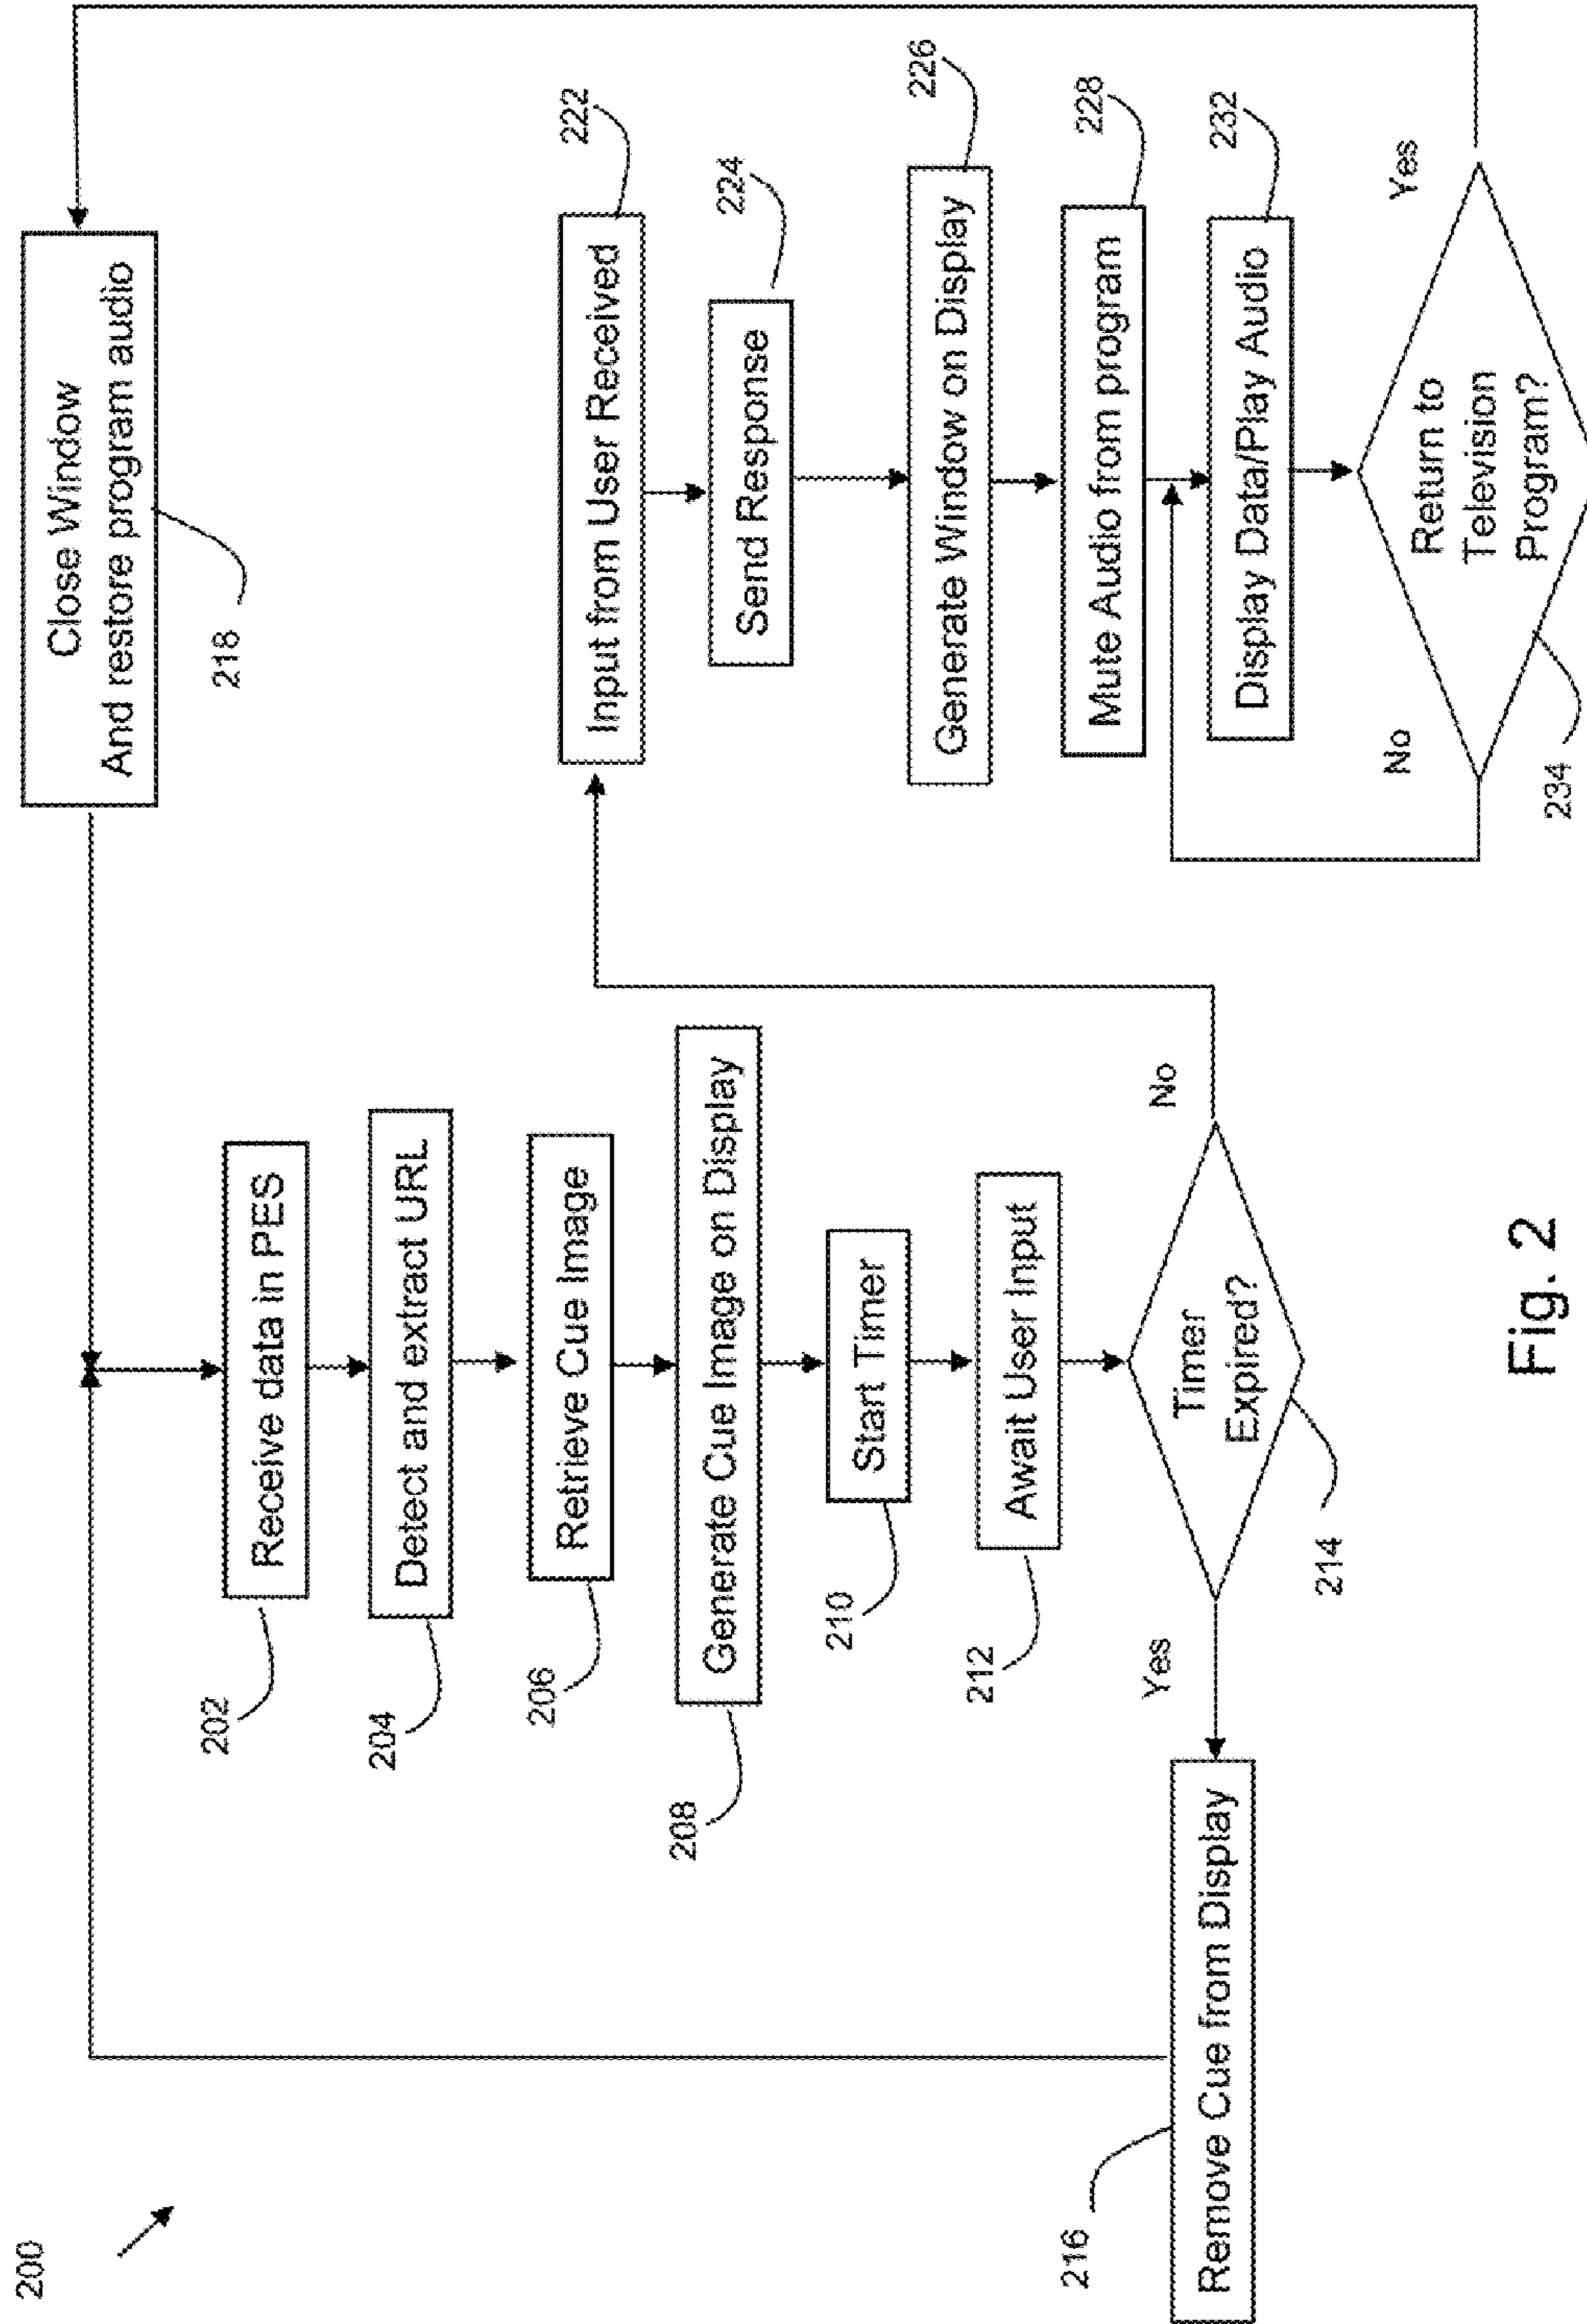 200
Close Window
And restore program audio
218
Receive data in PES
202
Detect and extract URL
204
Retrieve Cue Image
206
Generate Cue Image on Display
208
Start Timer
210
Await User Input
212
Timer
Expired?
214
Yes
No
Remove Cue from Display
216
Input from User Received
222
Send Response
224
Generate Window on Display
226
Mute Audio from program
228
Display Data/Play Audio
232
Return to
Television
Program?
234
No
Yes
Fig. 2